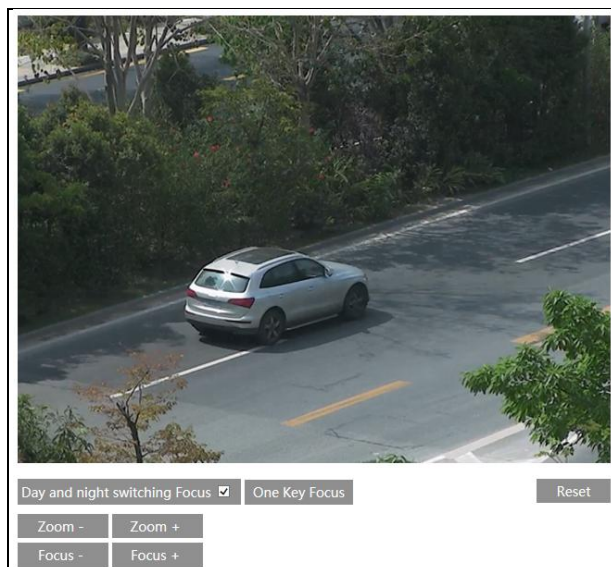 Day and night switching Focus One Key Focus Reset
Zoom - Zoom +
Focus - Focus +